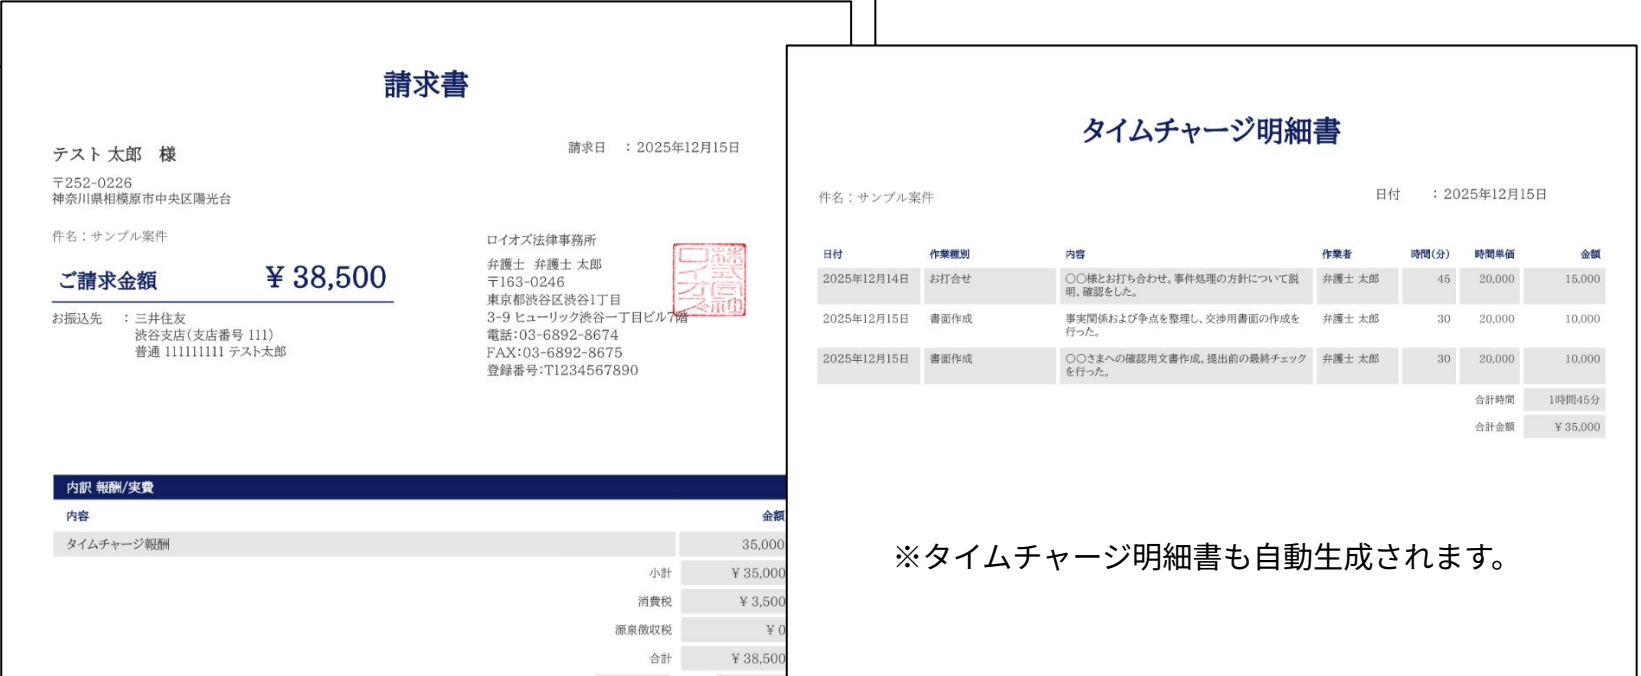 請求書
テスト 太郎　様
請求日　：2025年12月15日
〒252-0226
神奈川県相模原市中央区陽光台
件名：サンプル案件
ご請求金額　¥ 38,500
お振込先　：三井住友
渋谷支店(支店番号 111)
普通 111111111 テスト太郎
ロイオズ法律事務所
弁護士　弁護士 太郎
〒163-0246
東京都渋谷区渋谷1丁目
3-9 ヒューリック渋谷一丁目ビル7階
電話：03-6892-8674
FAX：03-6892-8675
登録番号：T1234567890
株式会社ロイオズ
内訳 報酬/実費
内容　金額
タイムチャージ報酬　35,000
小計　¥ 35,000
消費税　¥ 3,500
源泉徴収税　¥ 0
合計　¥ 38,500
タイムチャージ明細書
件名：サンプル案件
日付　：2025年12月15日
日付　作業種別　内容　作業者　時間(分)　時間単価　金額
2025年12月14日　お打合せ　〇〇様とお打ち合わせ。事件処理の方針について説　弁護士 太郎　45　20,000　15,000
明、確認をした。
2025年12月15日　書面作成　事実関係および争点を整理し、交渉用書面の作成を　弁護士 太郎　30　20,000　10,000
行った。
2025年12月15日　書面作成　〇〇さまへの確認用文書作成。提出前の最終チェック　弁護士 太郎　30　20,000　10,000
を行った。
合計時間　1時間45分
合計金額　¥ 35,000
※タイムチャージ明細書も自動生成されます。